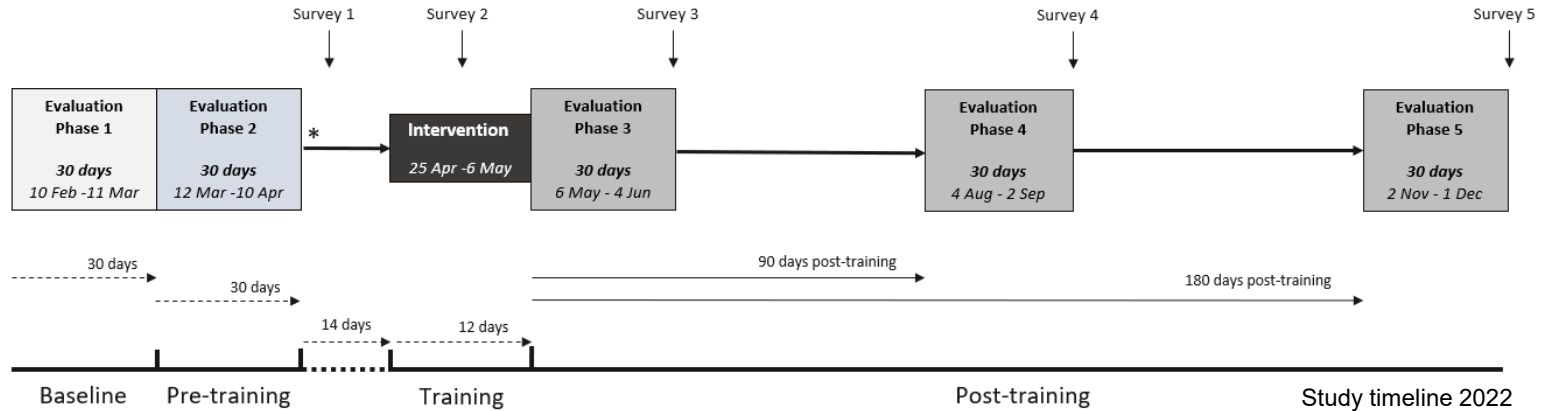 Survey 1
Survey 2
Survey 3
Survey 4
Survey 5
Evaluation
Phase 1
30 days
10 Feb -11 Mar
Evaluation
Phase 2
30 days
12 Mar -10 Apr
*
Intervention
25 Apr -6 May
Evaluation
Phase 3
30 days
6 May - 4 Jun
Evaluation
Phase 4
30 days
4 Aug - 2 Sep
Evaluation
Phase 5
30 days
2 Nov - 1 Dec
30 days
30 days
14 days
12 days
90 days post-training
180 days post-training
Baseline
Pre-training
Training
Post-training
Study timeline 2022